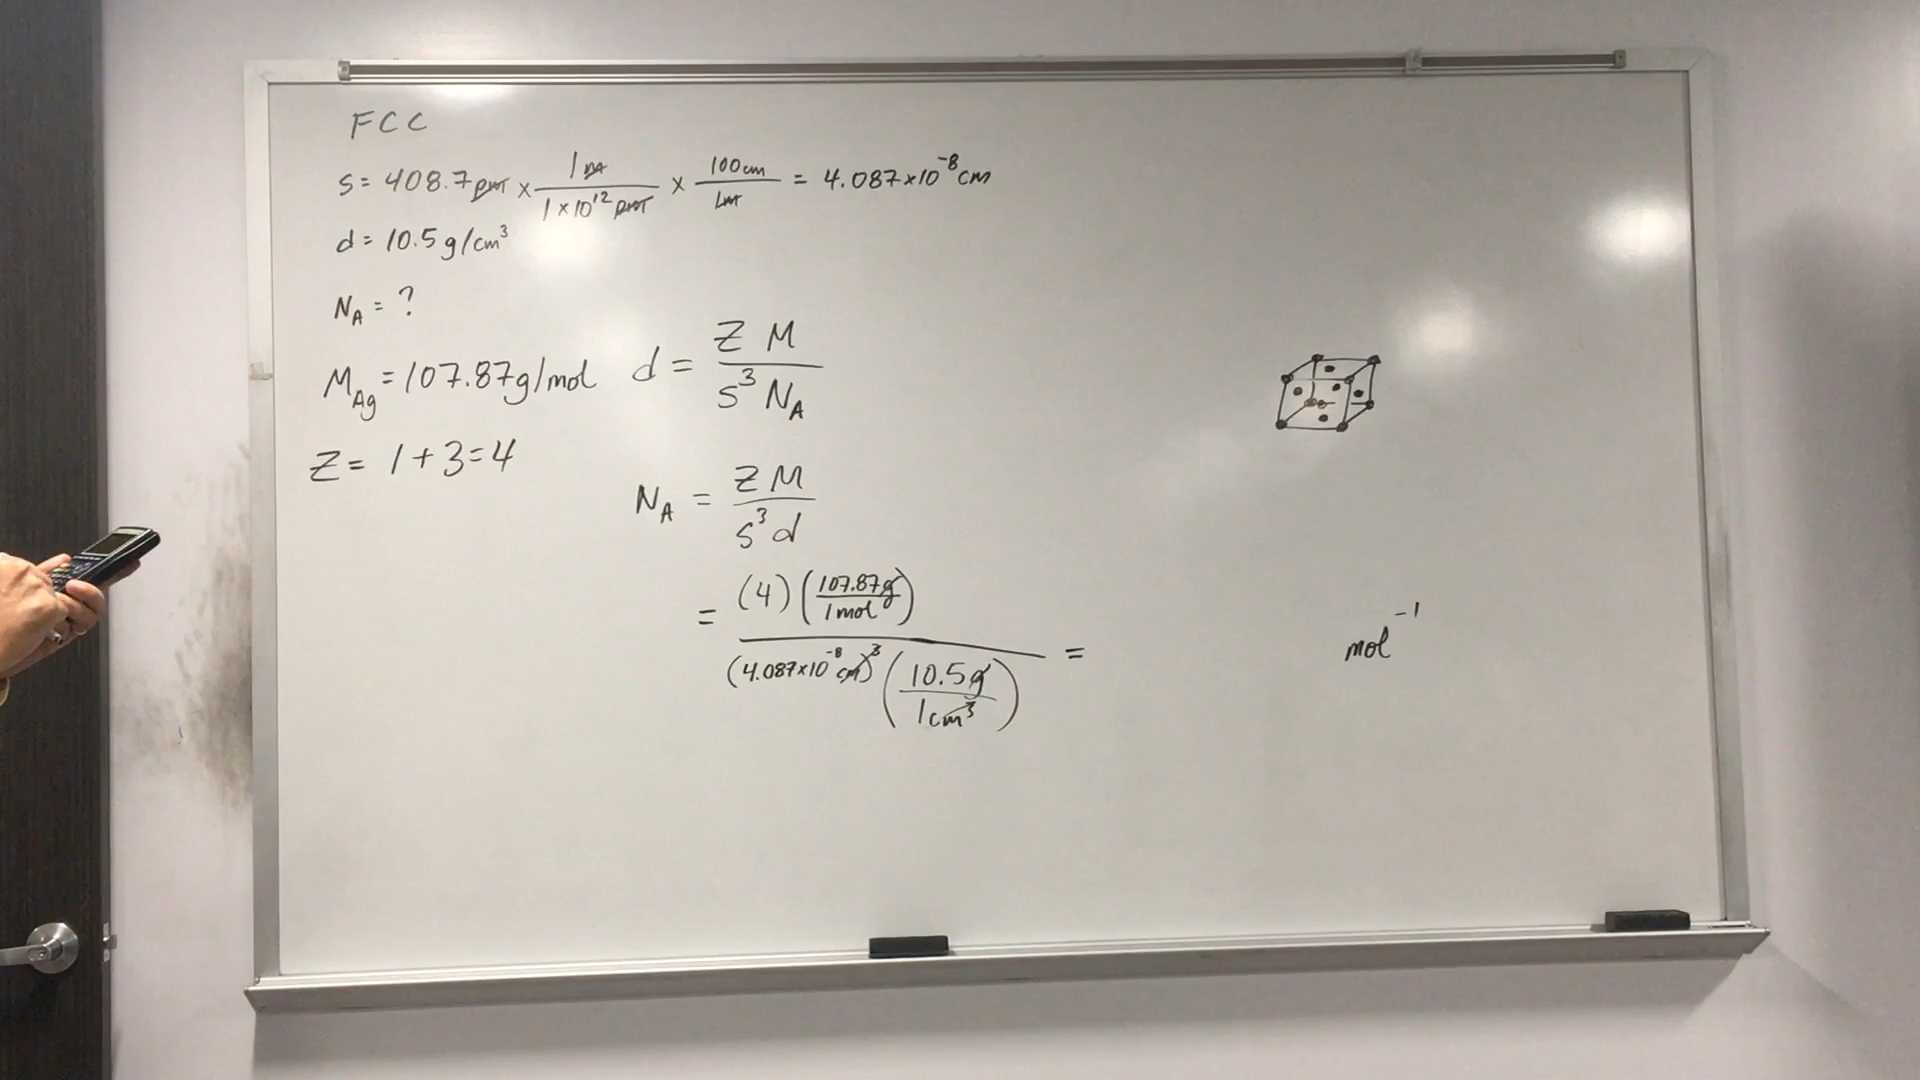 FCC
s = 408.7 pm × 1 m / 1 × 10¹² pm × 100 cm / 1 m = 4.087 × 10⁻⁸ cm
d = 10.5 g/cm³
N_A = ?
M_Ag = 107.87 g/mol
Z = 1 + 3 = 4
d = Z M / s³ N_A
N_A = Z M / s³ d
= (4) (107.87 g / 1 mol) / (4.087 × 10⁻⁸ cm)³ (10.5 g / 1 cm³) = mol⁻¹